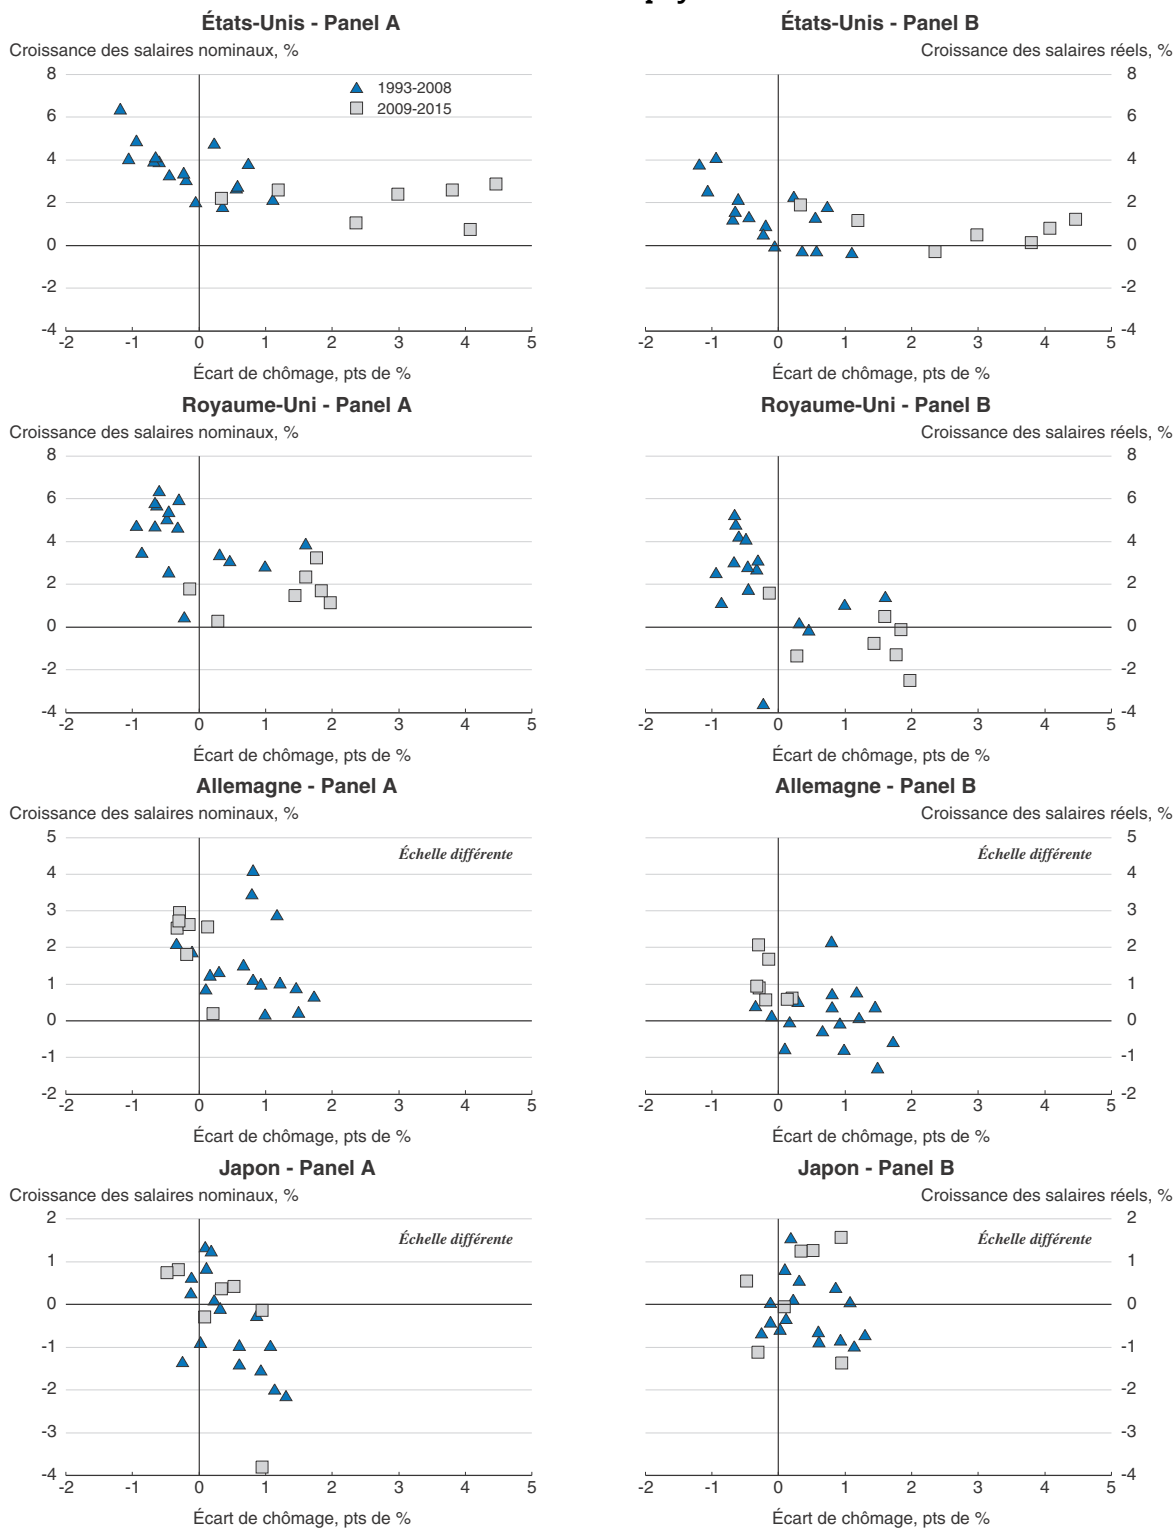 pays
États-Unis - Panel A
États-Unis - Panel B
Croissance des salaires nominaux, %
Croissance des salaires réels, %
8
6
4
2
0
-2
-4
1993-2008
2009-2015
8
6
4
2
0
-2
-4
-2 -1 0 1 2 3 4 5
-2 -1 0 1 2 3 4 5
Écart de chômage, pts de %
Écart de chômage, pts de %
Royaume-Uni - Panel A
Royaume-Uni - Panel B
Croissance des salaires nominaux, %
Croissance des salaires réels, %
8
6
4
2
0
-2
-4
8
6
4
2
0
-2
-4
-2 -1 0 1 2 3 4 5
-2 -1 0 1 2 3 4 5
Écart de chômage, pts de %
Écart de chômage, pts de %
Allemagne - Panel A
Allemagne - Panel B
Croissance des salaires nominaux, %
Croissance des salaires réels, %
5
4
3
2
1
0
-1
-2
Échelle différente
Échelle différente
5
4
3
2
1
0
-1
-2
-2 -1 0 1 2 3 4 5
-2 -1 0 1 2 3 4 5
Écart de chômage, pts de %
Écart de chômage, pts de %
Japon - Panel A
Japon - Panel B
Croissance des salaires nominaux, %
Croissance des salaires réels, %
2
1
0
-1
-2
-3
-4
Échelle différente
Échelle différente
2
1
0
-1
-2
-3
-4
-2 -1 0 1 2 3 4 5
-2 -1 0 1 2 3 4 5
Écart de chômage, pts de %
Écart de chômage, pts de %